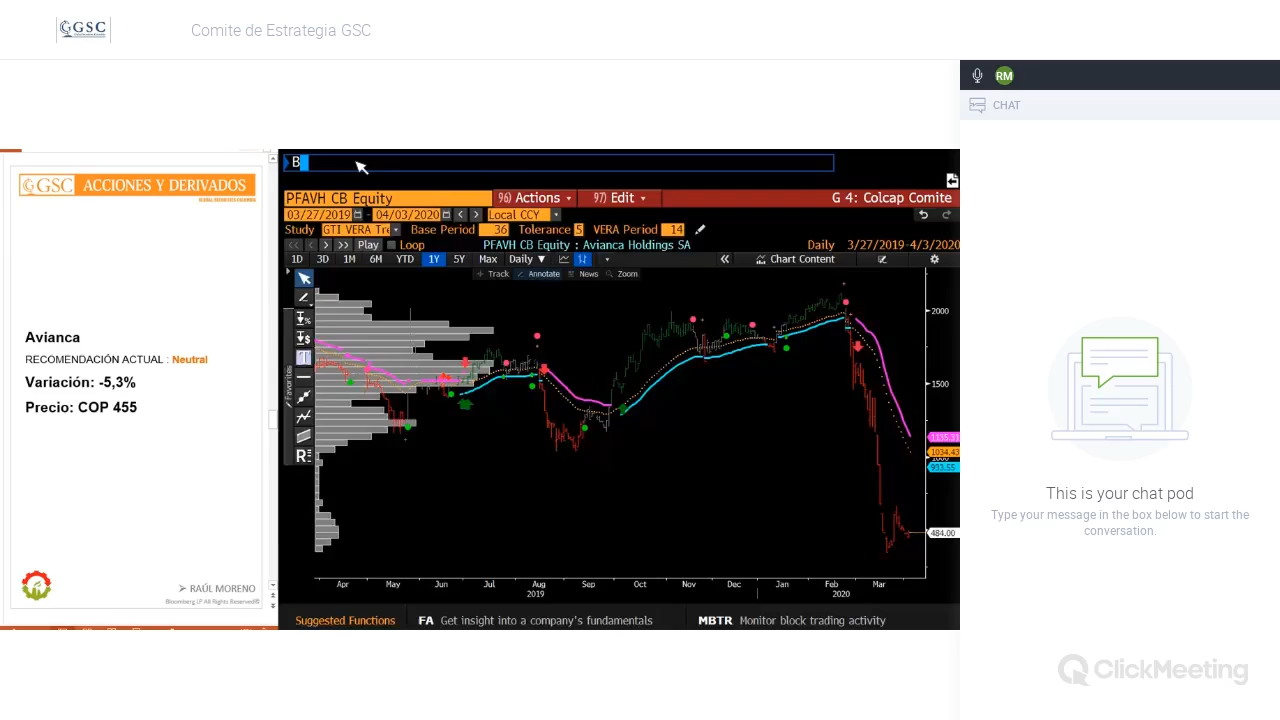 GSC
Comite de Estrategia GSC
RM
CHAT
GSC ACCIONES Y DERIVADOS
Avianca
RECOMENDACIÓN ACTUAL : Neutral
Variación: -5,3%
Precio: COP 455
RAÚL MORENO
Bloomberg LP All Rights Reserved®
B
PFAVH CB Equity 96) Actions 97) Edit G 4: Colcap Comite
03/27/2019 - 04/03/2020 Local CCY
Study GTI VERA Tre Base Period 36 Tolerance 5 VERA Period 14
Play Loop PFAVH CB Equity : Avianca Holdings SA Daily 3/27/2019-4/3/2020
1D 3D 1M 6M YTD 1Y 5Y Max Daily ▼ Chart Content
Track Annotate News Zoom
Favorites
%
$
T
R
2000
1500
1135.31
1034.43
1000
933.55
484.00
Apr May Jun Jul Aug Sep Oct Nov Dec Jan Feb Mar
2019 2020
Suggested Functions FA Get insight into a company's fundamentals MBTR Monitor block trading activity
This is your chat pod
Type your message in the box below to start the
conversation.
ClickMeeting